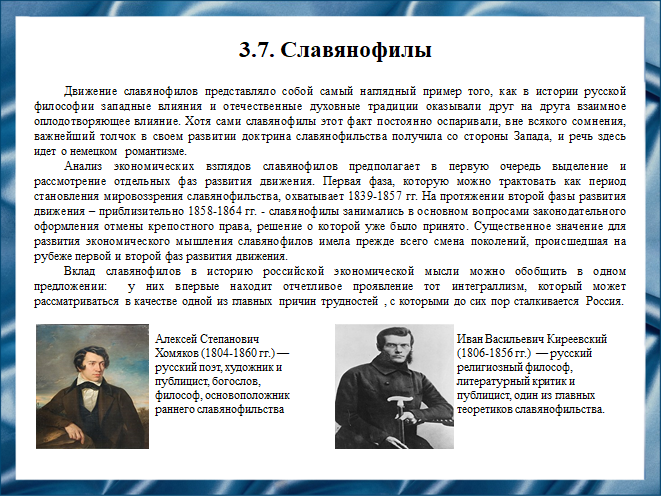 3.7. Славянофилы
Движение славянофилов представляло собой самый наглядный пример того, как в истории русской
философии западные влияния и отечественные духовные традиции оказывали друг на друга взаимное
оплодотворяющее влияние. Хотя сами славянофилы этот факт постоянно оспаривали, вне всякого сомнения,
важнейший толчок в своем развитии доктрина славянофильства получила со стороны Запада, и речь здесь
идет о немецком романтизме.
Анализ экономических взглядов славянофилов предполагает в первую очередь выделение и
рассмотрение отдельных фаз развития движения. Первая фаза, которую можно трактовать как период
становления мировоззрения славянофильства, охватывает 1839-1857 гг. На протяжении второй фазы развития
движения – приблизительно 1858-1864 гг. - славянофилы занимались в основном вопросами законодательного
оформления отмены крепостного права, решение о которой уже было принято. Существенное значение для
развития экономического мышления славянофилов имела прежде всего смена поколений, происшедшая на
рубеже первой и второй фаз развития движения.
Вклад славянофилов в историю российской экономической мысли можно обобщить в одном
предложении: у них впервые находит отчетливое проявление тот интегрализм, который может
рассматриваться в качестве одной из главных причин трудностей , с которыми до сих пор сталкивается Россия.
Алексей Степанович
Хомяков (1804-1860 гг.) —
русский поэт, художник и
публицист, богослов,
философ, основоположник
раннего славянофильства
Иван Васильевич Киреевский
(1806-1856 гг.) — русский
религиозный философ,
литературный критик и
публицист, один из главных
теоретиков славянофильства.